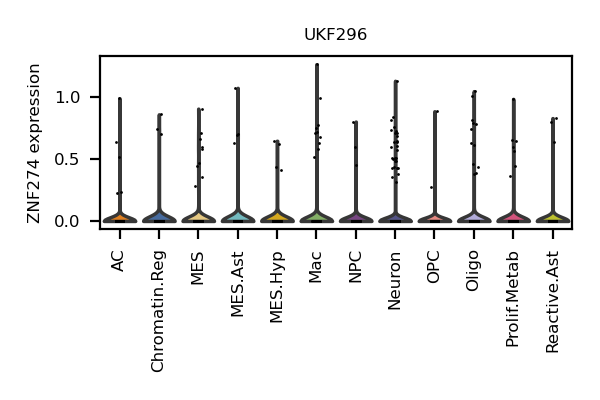 UKF296
ZNF274 expression
1.0
0.5
0.0
AC
Chromatin.Reg
MES
MES.Ast
MES.Hyp
Mac
NPC
Neuron
OPC
Oligo
Prolif.Metab
Reactive.Ast